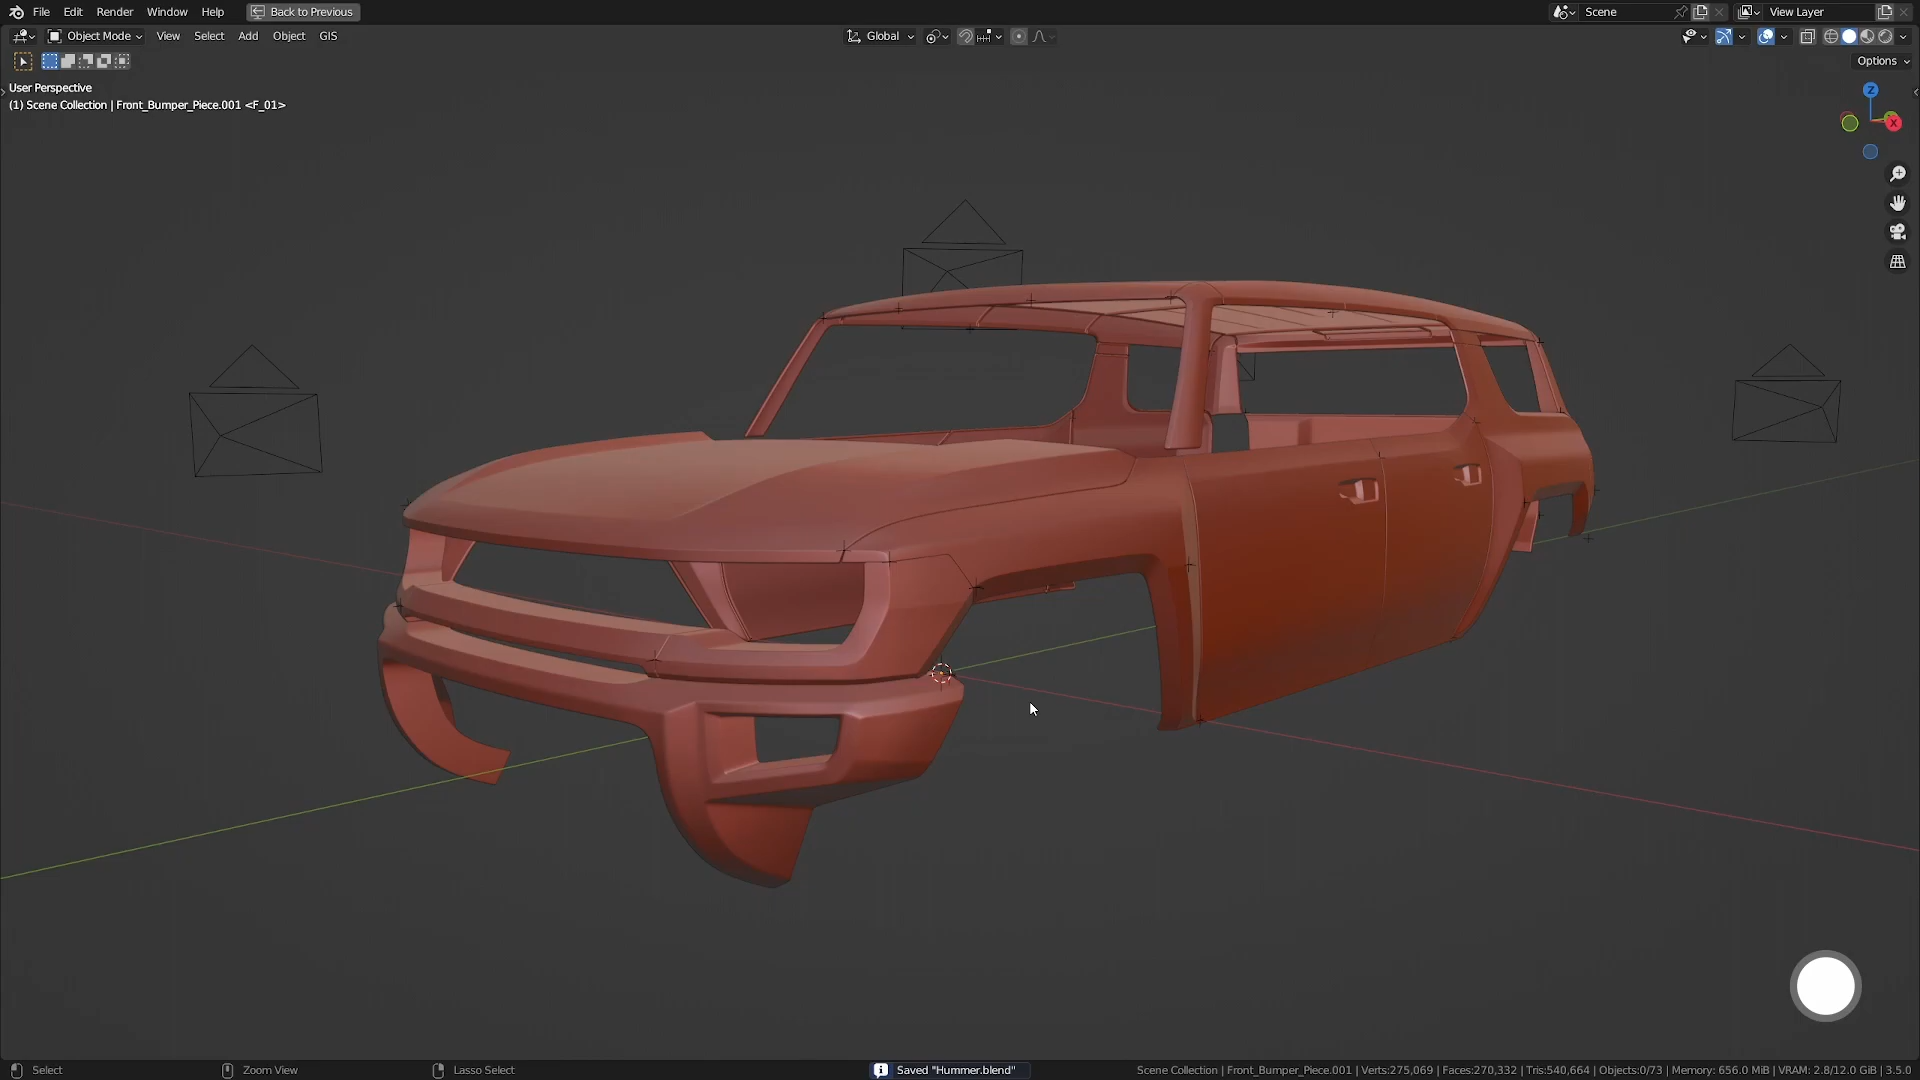 File Edit Render Window Help Back to Previous Scene View Layer
Object Mode View Select Add Object GIS Global
Options
User Perspective
(1) Scene Collection | Front_Bumper_Piece.001 <F_01>
Z
X
Select Zoom View Lasso Select Saved "Hummer.blend" Scene Collection | Front_Bumper_Piece.001 | Verts:275,069 | Faces:270,332 | Tris:540,664 | Objects:0/73 | Memory: 656.0 MiB | VRAM: 2.8/12.0 GiB | 3.5.0